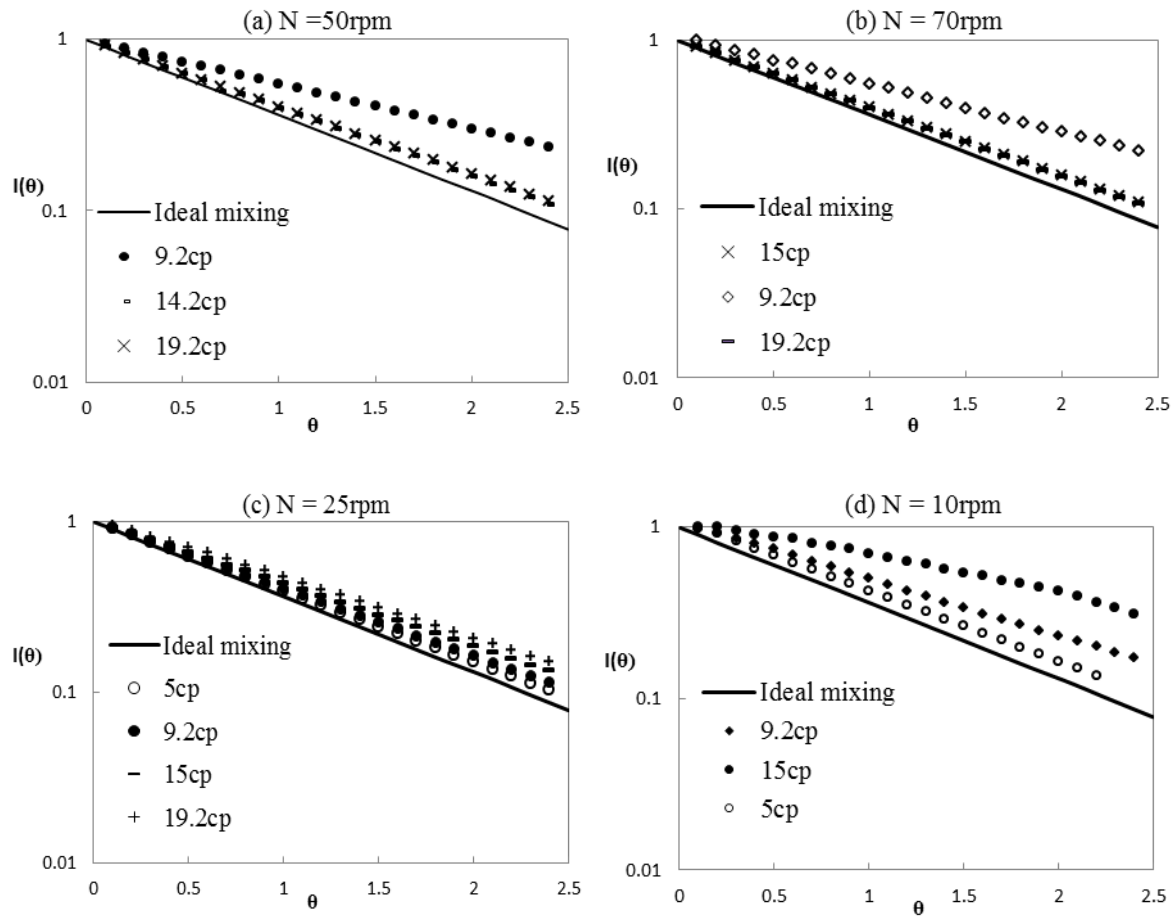 (a) N =50rpm
1
0.1
0.01
I(θ)
Ideal mixing
9.2cp
14.2cp
19.2cp
0
0.5
1
1.5
2
2.5
θ
(b) N = 70rpm
1
0.1
0.01
I(θ)
Ideal mixing
15cp
9.2cp
19.2cp
0
0.5
1
1.5
2
2.5
θ
(c) N = 25rpm
1
0.1
0.01
I(θ)
Ideal mixing
5cp
9.2cp
15cp
19.2cp
0
0.5
1
1.5
2
2.5
θ
(d) N = 10rpm
1
0.1
0.01
I(θ)
Ideal mixing
9.2cp
15cp
5cp
0
0.5
1
1.5
2
2.5
θ